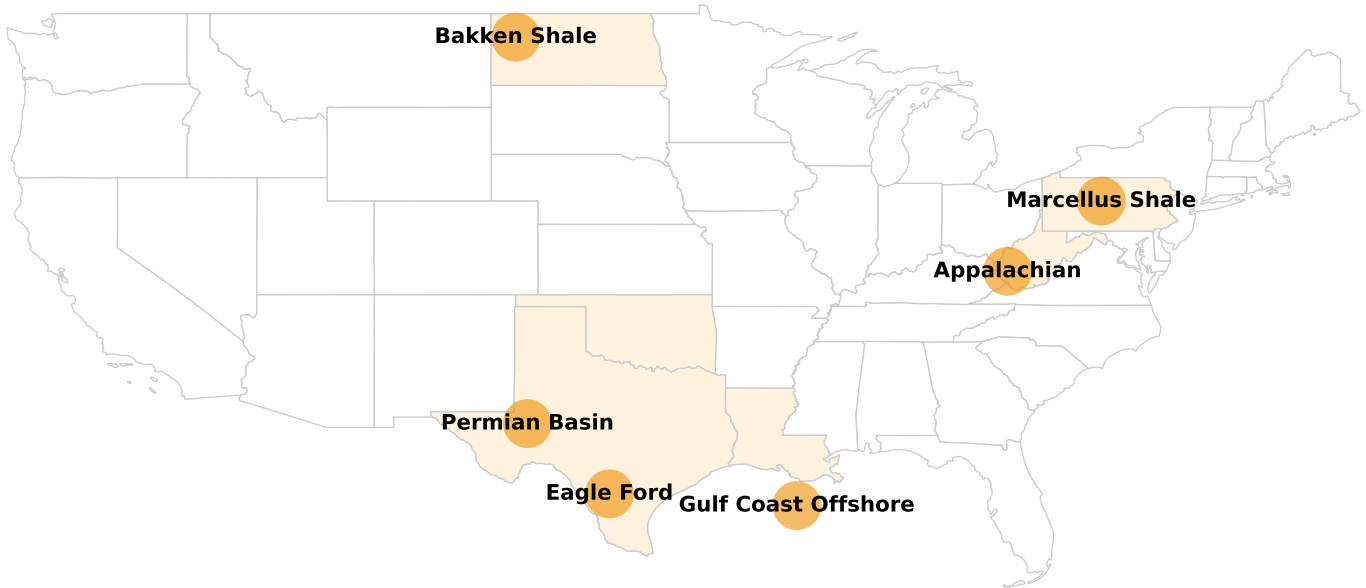 Bakken Shale
Marcellus Shale
Appalachian
Permian Basin
Eagle Ford
Gulf Coast Offshore